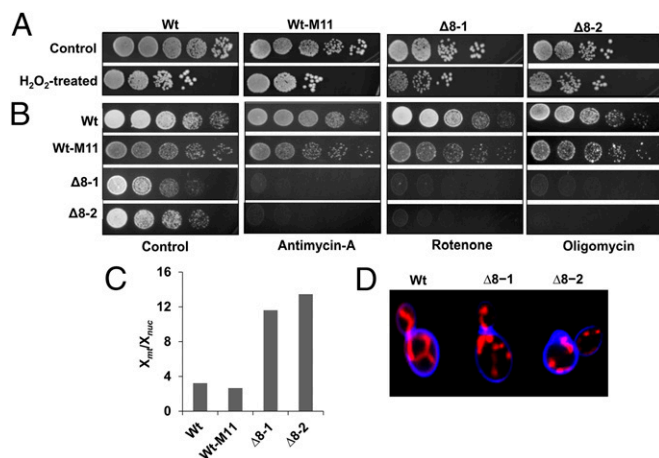 A
Wt Wt-M11 Δ8-1 Δ8-2
Control
H₂O₂-treated
B
Wt
Wt-M11
Δ8-1
Δ8-2
Control Antimycin-A Rotenone Oligomycin
C
Xmt/Xnuc
16
12
8
4
0
Wt Wt-M11 Δ8-1 Δ8-2
D
Wt Δ8−1 Δ8−2